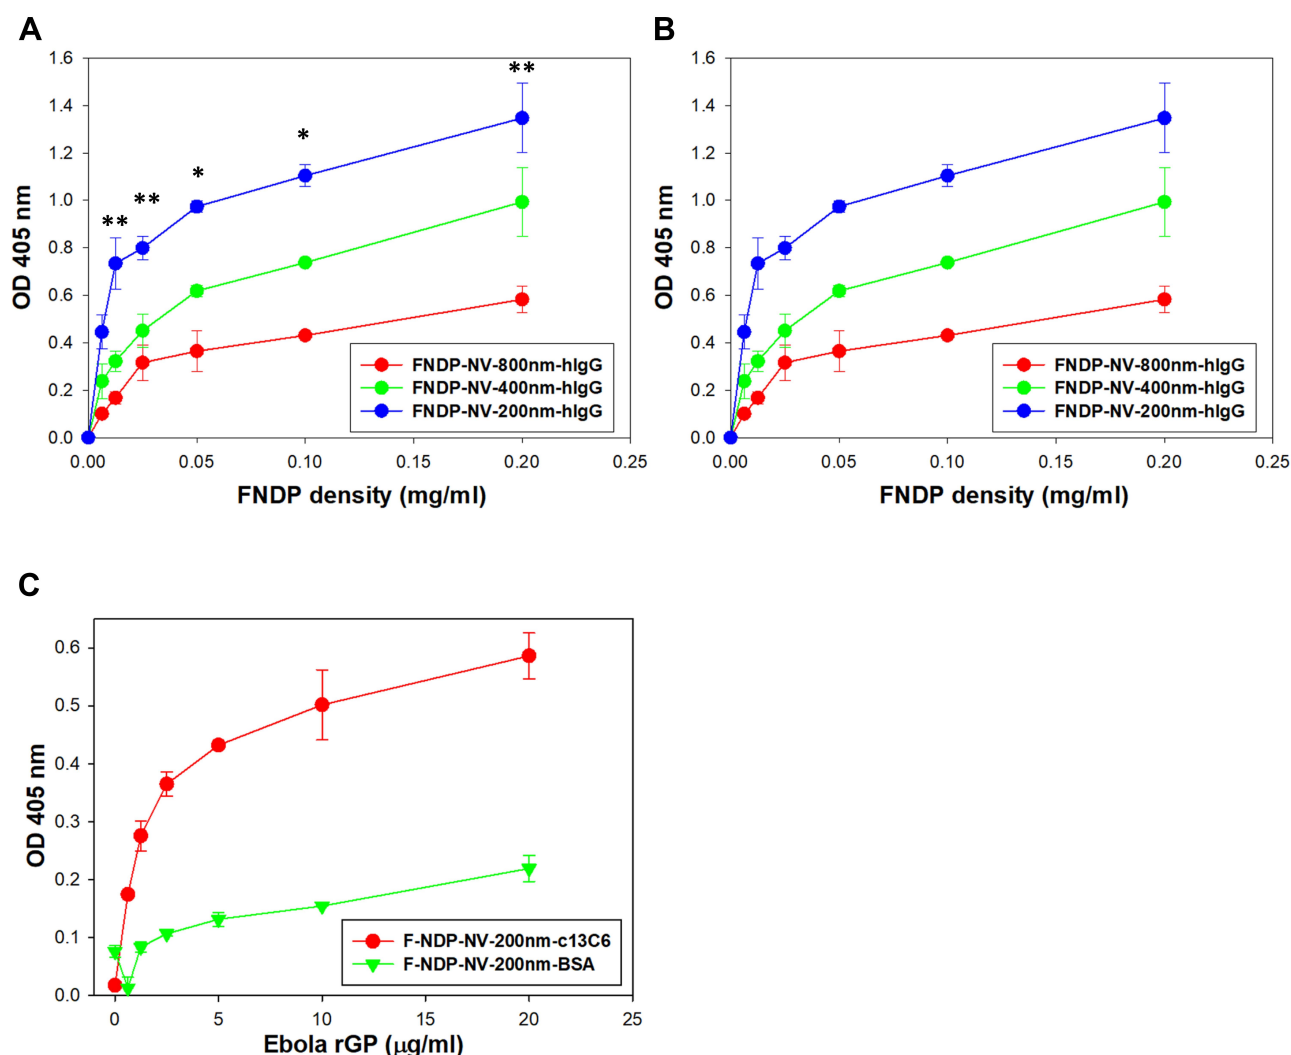 A
B
1.6
1.4
1.2
1.0
0.8
0.6
0.4
0.2
0.0
OD 405 nm
**
**
*
*
**
FNDP-NV-800nm-hIgG
FNDP-NV-400nm-hIgG
FNDP-NV-200nm-hIgG
0.00 0.05 0.10 0.15 0.20 0.25
FNDP density (mg/ml)
1.6
1.4
1.2
1.0
0.8
0.6
0.4
0.2
0.0
OD 405 nm
FNDP-NV-800nm-hIgG
FNDP-NV-400nm-hIgG
FNDP-NV-200nm-hIgG
0.00 0.05 0.10 0.15 0.20 0.25
FNDP density (mg/ml)
C
0.6
0.5
0.4
0.3
0.2
0.1
0.0
OD 405 nm
F-NDP-NV-200nm-c13C6
F-NDP-NV-200nm-BSA
0 5 10 15 20 25
Ebola rGP (μg/ml)